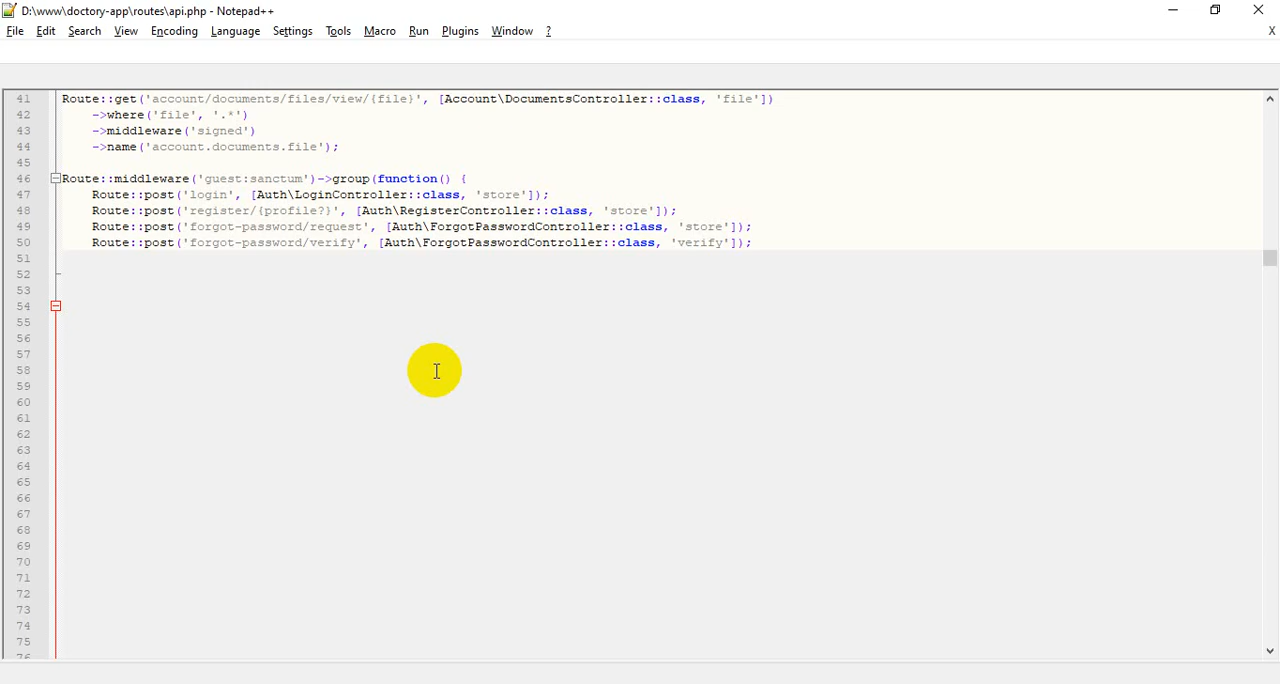 D:\www\doctory-app\routes\api.php - Notepad++
File Edit Search View Encoding Language Settings Tools Macro Run Plugins Window ? X
41 Route::get('account/documents/files/view/{file}', [Account\DocumentsController::class, 'file'])
42 ->where('file', '.*')
43 ->middleware('signed')
44 ->name('account.documents.file');
45
46 Route::middleware('guest:sanctum')->group(function() {
47 Route::post('login', [Auth\LoginController::class, 'store']);
48 Route::post('register/{profile?}', [Auth\RegisterController::class, 'store']);
49 Route::post('forgot-password/request', [Auth\ForgotPasswordController::class, 'store']);
50 Route::post('forgot-password/verify', [Auth\ForgotPasswordController::class, 'verify']);
51
52
53
54
55
56
57
58
59
60
61
62
63
64
65
66
67
68
69
70
71
72
73
74
75
76